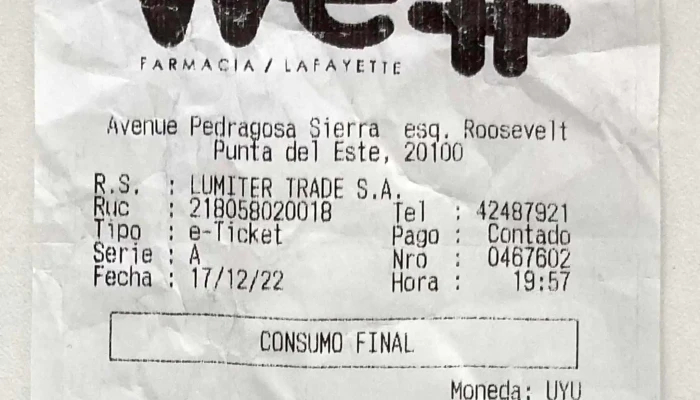 We##
FARMACIA / LAFAYETTE
Avenue Pedragosa Sierra esq. Roosevelt
Punta del Este, 20100
R.S. : LUMITER TRADE S.A.
Ruc : 218058020018 Tel : 42487921
Tipo : e-Ticket Pago : Contado
Serie : A Nro : 0467602
Fecha : 17/12/22 Hora : 19:57
CONSUMO FINAL
Moneda: UYU